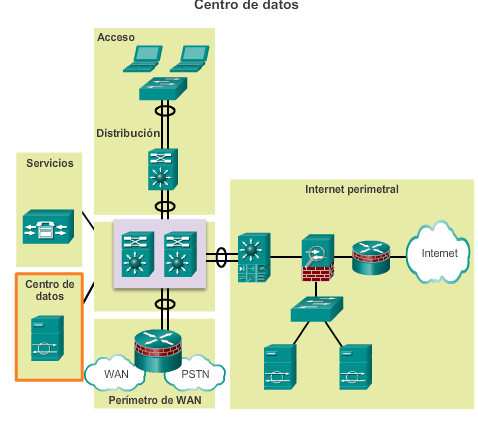 Centro de datos
Acceso
Distribución
Servicios
Internet perimetral
Internet
Centro de
datos
WAN
PSTN
Perímetro de WAN